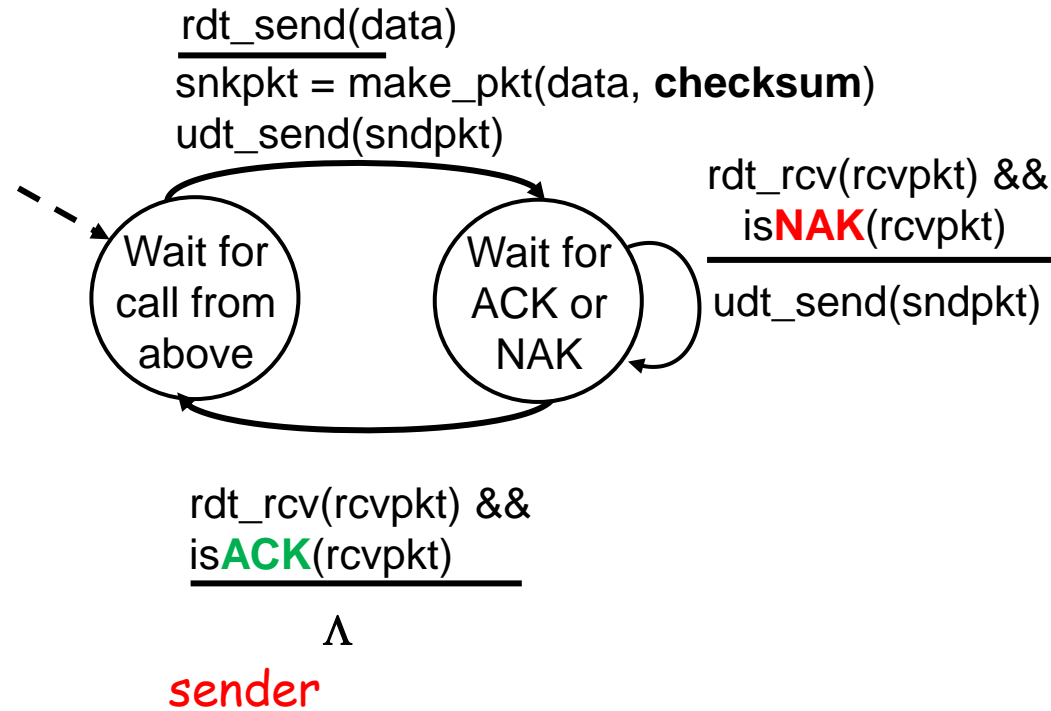 rdt_send(data)
snkpkt = make_pkt(data, checksum)
udt_send(sndpkt)
rdt_rcv(rcvpkt) &&
isNAK(rcvpkt)
udt_send(sndpkt)
Wait for
call from
above
Wait for
ACK or
NAK
rdt_rcv(rcvpkt) &&
isACK(rcvpkt)
Λ
sender